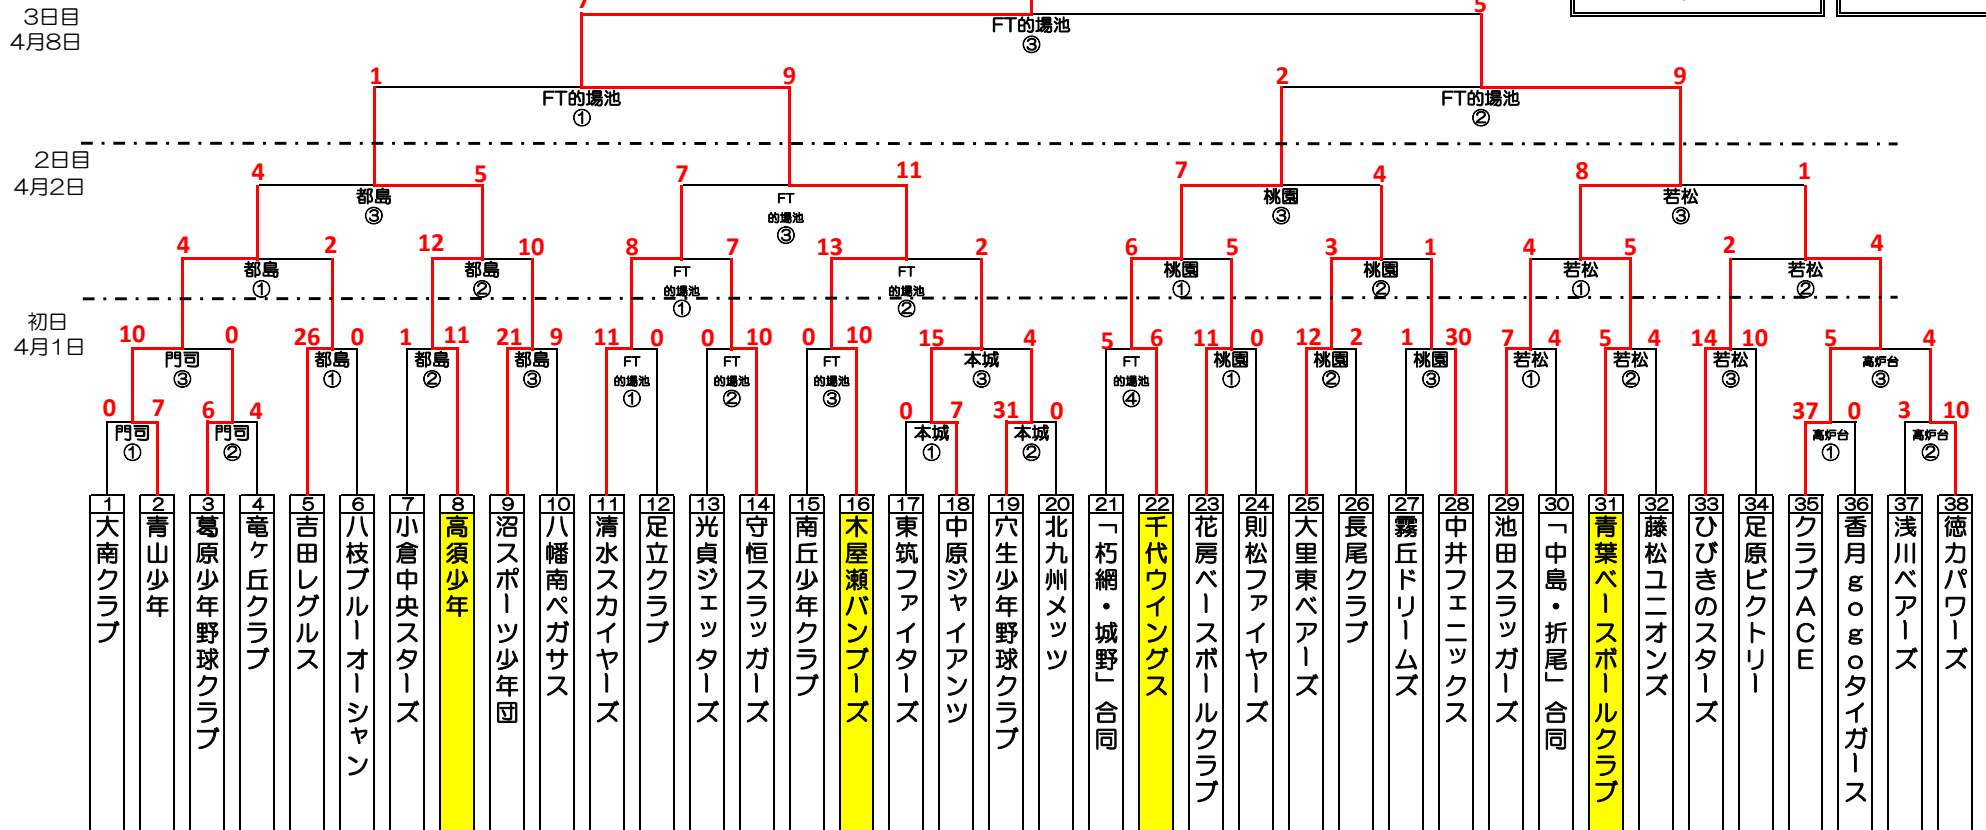 7 5
3日目
4月8日
FT的場池
③
1 9 2 9
FT的場池 FT的場池
① ②
2日目
4月2日
4 5 7 11 7 4 8 1
都島 FT 桃園 若松
③ 的場池 ③ ③
③
4 2 12 10 8 7 13 2 6 5 3 1 4 5 2 4
都島 都島 FT FT 桃園 桃園 若松 若松
① ② 的場池 的場池 ① ② ① ②
① ②
初日
4月1日
10 0 26 0 1 11 21 9 11 0 0 10 0 10 15 4 5 6 11 0 12 2 1 30 7 4 5 4 14 10 5 4
門司 都島 都島 都島 FT FT FT 本城 FT 桃園 桃園 桃園 若松 若松 若松 高炉台
③ ① ② ③ 的場池 的場池 的場池 ③ 的場池 ① ② ③ ① ② ③ ③
① ② ③ ④
0 7 6 4 0 7 31 0 37 0 3 10
門司 門司 本城 本城 高炉台 高炉台
① ② ① ② ① ②
1 大南クラブ
2 青山少年
3 葛原少年野球クラブ
4 竜ヶ丘クラブ
5 吉田レグルス
6 八枝ブルーオーシャン
7 小倉中央スターズ
8 高須少年
9 沼スポーツ少年団
10 八幡南ペガサス
11 清水スカイヤーズ
12 足立クラブ
13 光貞ジェッターズ
14 守恒スラッガーズ
15 南丘少年クラブ
16 木屋瀬バンブーズ
17 東筑ファイターズ
18 中原ジャイアンツ
19 穴生少年野球クラブ
20 北九州メッツ
21 「朽網・城野」合同
22 千代ウイングス
23 花房ベースボールクラブ
24 則松ファイヤーズ
25 大里東ベアーズ
26 長尾クラブ
27 霧丘ドリームズ
28 中井フェニックス
29 池田スラッガーズ
30 「中島・折尾」合同
31 青葉ベースボールクラブ
32 藤松ユニオンズ
33 ひびきのスターズ
34 足原ビクトリー
35 クラブACE
36 香月gogoタイガース
37 浅川ベアーズ
38 徳力パワーズ